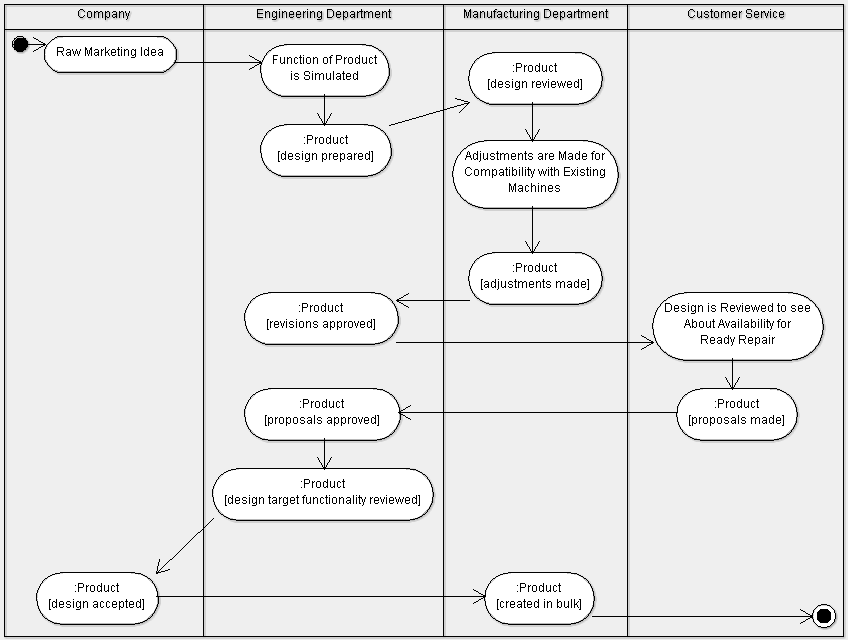 Company
Engineering Department
Manufacturing Department
Customer Service
Raw Marketing Idea
Function of Product
is Simulated
:Product
[design prepared]
:Product
[design reviewed]
Adjustments are Made for
Compatibility with Existing
Machines
:Product
[adjustments made]
:Product
[revisions approved]
Design is Reviewed to see
About Availability for
Ready Repair
:Product
[proposals made]
:Product
[proposals approved]
:Product
[design target functionality reviewed]
:Product
[design accepted]
:Product
[created in bulk]